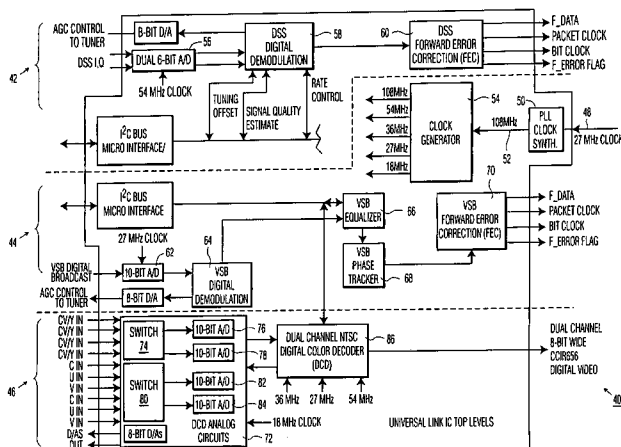 AGC CONTROL
TO TUNER
8-BIT D/A
56
DSS I,Q
DUAL 6-BIT A/D
54 MHz CLOCK
DSS
DIGITAL
DEMODULATION
58
60
DSS
FORWARD ERROR
CORRECTION (FEC)
F_DATA
PACKET CLOCK
BIT CLOCK
F_ERROR FLAG
42
TUNING
OFFSET
SIGNAL QUALITY
ESTIMATE
RATE
CONTROL
I2C BUS
MICRO INTERFACE/
108MHz
54MHz
36MHz
27MHz
18MHz
CLOCK
GENERATOR
54
108MHz
52
50
PLL
CLOCK
SYNTH.
48
27 MHz CLOCK
I2C BUS
MICRO INTERFACE
44
27 MHz CLOCK
62
VSB DIGITAL
BROADCAST
10-BIT A/D
AGC CONTROL
TO TUNER
8-BIT D/A
64
VSB
DIGITAL
DEMODULATION
VSB
EQUALIZER
66
VSB
PHASE
TRACKER
68
70
VSB
FORWARD ERROR
CORRECTION (FEC)
F_DATA
PACKET CLOCK
BIT CLOCK
F_ERROR FLAG
46
CV/Y IN
CV/Y IN
CV/Y IN
CV/Y IN
C IN
U IN
V IN
C IN
U IN
V IN
D/AS
OUT
SWITCH
74
SWITCH
80
8-BIT D/As
10-BIT A/D
76
10-BIT A/D
78
10-BIT A/D
82
10-BIT A/D
84
DCD ANALOG
CIRCUITS
72
18 MHz CLOCK
DUAL CHANNEL NTSC
DIGITAL COLOR DECODER
(DCD)
86
36 MHz
27 MHz
54 MHz
DUAL CHANNEL
8-BIT WIDE
CCIR656
DIGITAL VIDEO
UNIVERSAL LINK IC TOP LEVELS
40